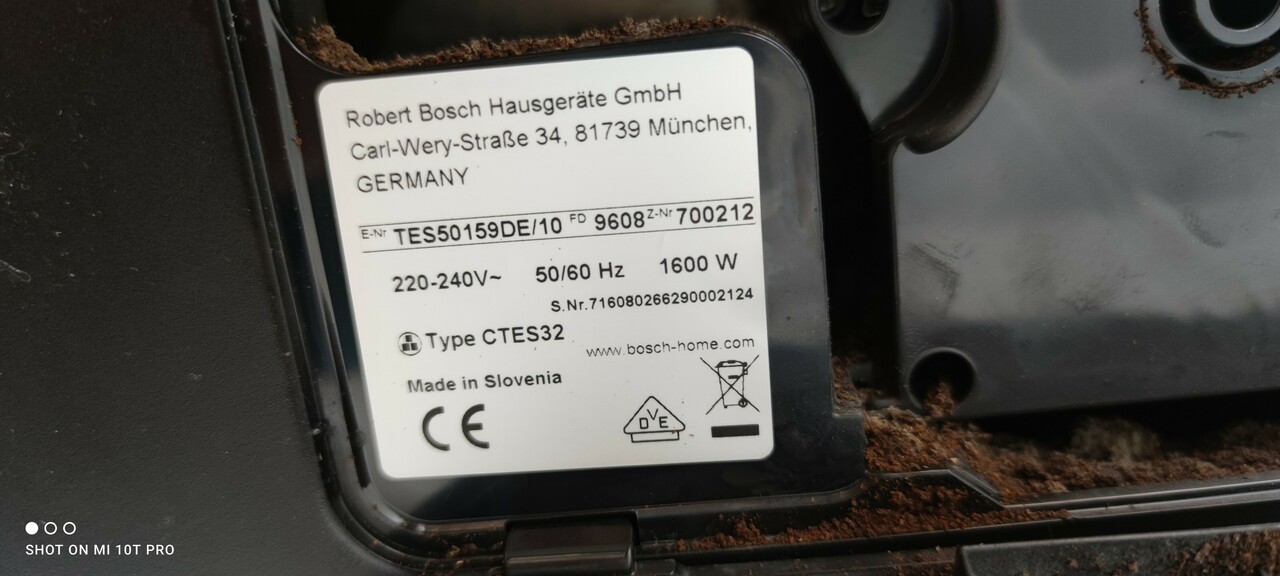 Robert Bosch Hausgeräte GmbH
Carl-Wery-Straße 34, 81739 München,
GERMANY
E-Nr TES50159DE/10 FD 9608 Z-Nr 700212
220-240V~ 50/60 Hz 1600 W
S.Nr.716080266290002124
Type CTES32
www.bosch-home.com
Made in Slovenia
CE
DVE
SHOT ON MI 10T PRO